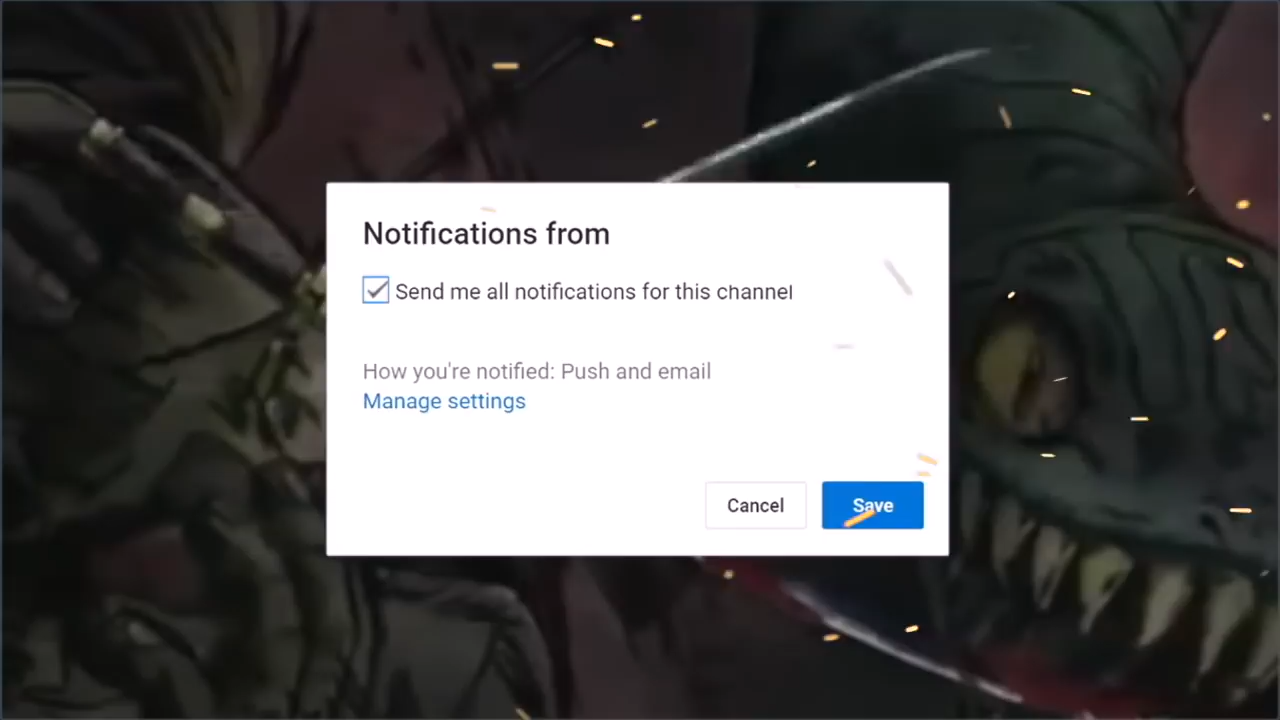 Notifications from
Send me all notifications for this channel
How you're notified: Push and email
Manage settings
Cancel
Save